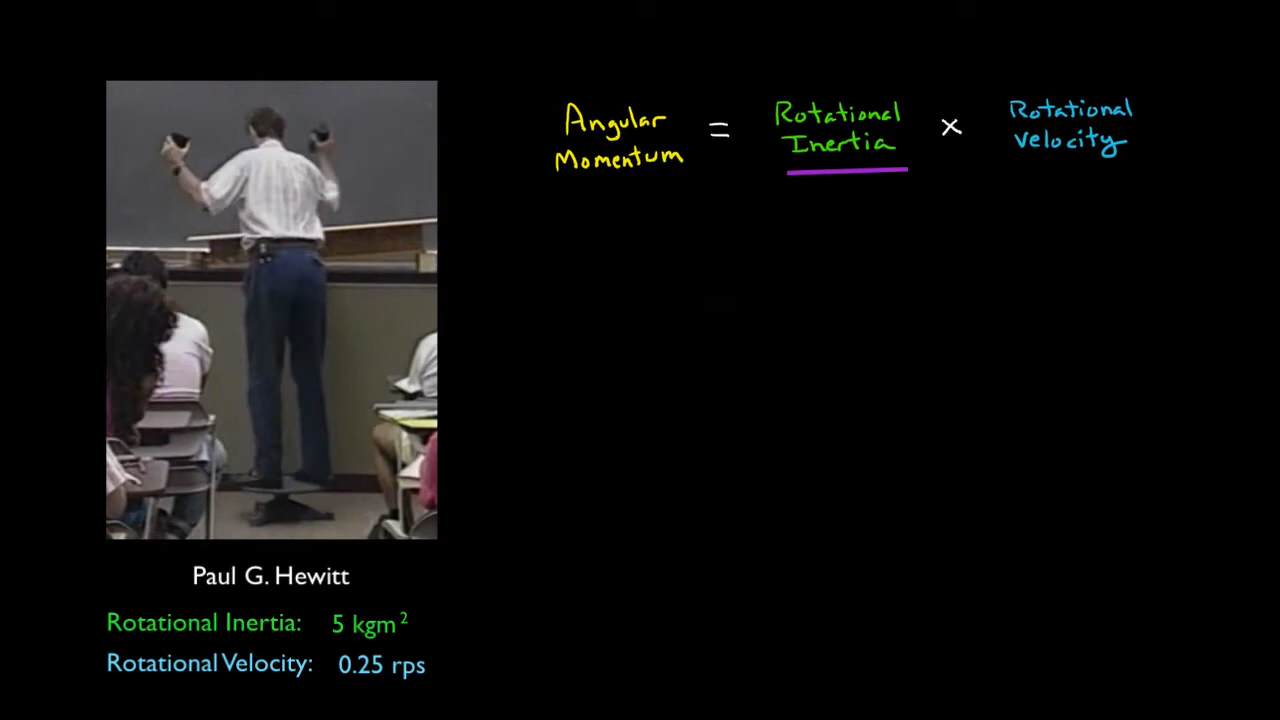 Angular Momentum = Rotational Inertia × Rotational Velocity
Paul G. Hewitt
Rotational Inertia: 5 kgm²
Rotational Velocity: 0.25 rps